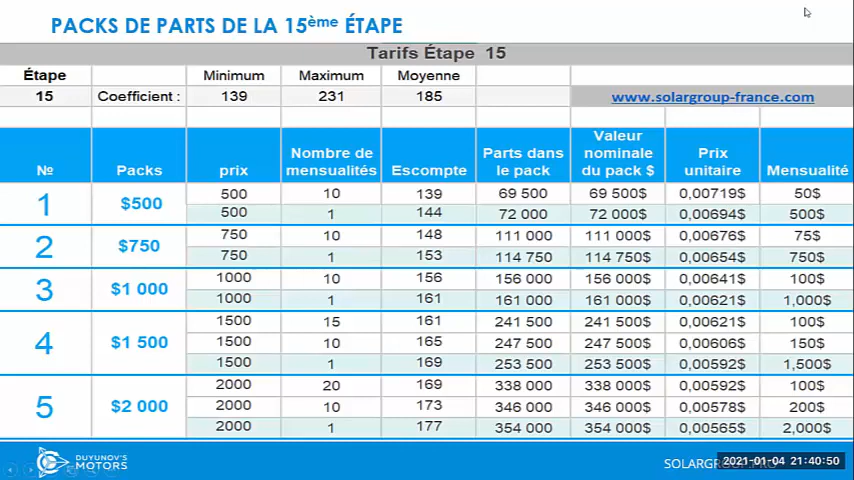 PACKS DE PARTS DE LA 15ème ÉTAPE
Tarifs Étape 15
Étape Minimum Maximum Moyenne
15 Coefficient : 139 231 185 www.solargroup-france.com
№ Packs prix Nombre de mensualités Escompte Parts dans le pack Valeur nominale du pack $ Prix unitaire Mensualité
1 $500 500 10 139 69 500 69 500$ 0,00719$ 50$
500 1 144 72 000 72 000$ 0,00694$ 500$
2 $750 750 10 148 111 000 111 000$ 0,00676$ 75$
750 1 153 114 750 114 750$ 0,00654$ 750$
3 $1 000 1000 10 156 156 000 156 000$ 0,00641$ 100$
1000 1 161 161 000 161 000$ 0,00621$ 1,000$
4 $1 500 1500 15 161 241 500 241 500$ 0,00621$ 100$
1500 10 165 247 500 247 500$ 0,00606$ 150$
1500 1 169 253 500 253 500$ 0,00592$ 1,500$
5 $2 000 2000 20 169 338 000 338 000$ 0,00592$ 100$
2000 10 173 346 000 346 000$ 0,00578$ 200$
2000 1 177 354 000 354 000$ 0,00565$ 2,000$
DUYUNOV'S MOTORS
SOLARGR
2021-01-04 21:40:50